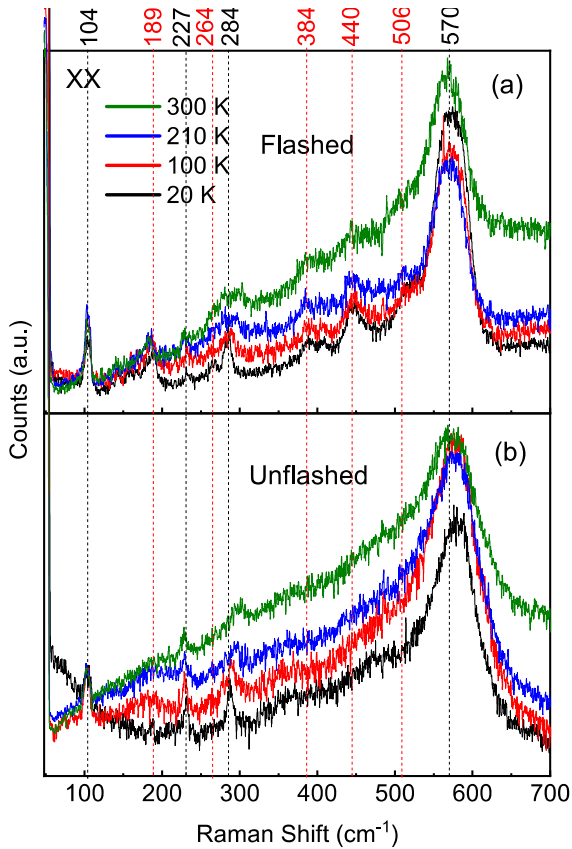 104 189 227 264 284 384 440 506 570
XX
(a)
300 K
210 K
100 K
20 K
Flashed
Counts (a.u.)
(b)
Unflashed
100 200 300 400 500 600 700
Raman Shift (cm⁻¹)